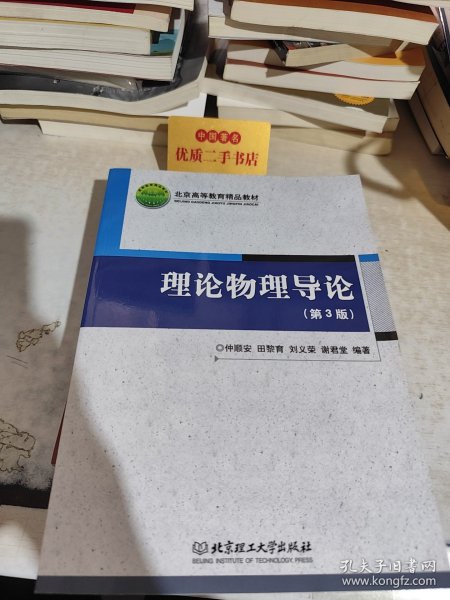 中国著名
优质二手书店
北京高等教育精品教材
BEIJING GAODENG JIAOYU JINGPIN JIAOCAI
理论物理导论
(第3版)
◎仲顺安 田黎育 刘义荣 谢君堂 编著
北京理工大学出版社
BEIJING INSTITUTE OF TECHNOLOGY PRESS
孔夫子旧书网
www.kongfz.com